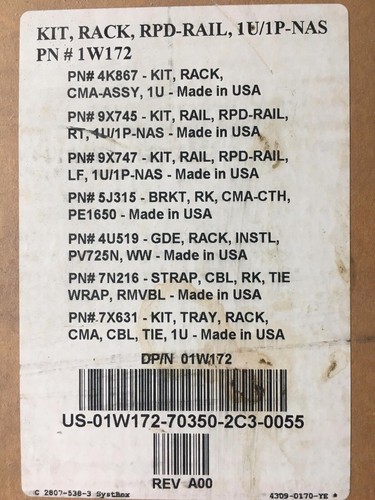 KIT, RACK, RPD-RAIL, 1U/1P-NAS
PN # 1W172
PN# 4K867 - KIT, RACK,
CMA-ASSY, 1U - Made in USA
PN# 9X745 - KIT, RAIL, RPD-RAIL,
RT, 1U/1P-NAS - Made in USA
PN# 9X747 - KIT, RAIL, RPD-RAIL,
LF, 1U/1P-NAS - Made in USA
PN# 5J315 - BRKT, RK, CMA-CTH,
PE1650 - Made in USA
PN# 4U519 - GDE, RACK, INSTL,
PV725N, WW - Made in USA
PN# 7N216 - STRAP, CBL, RK, TIE
WRAP, RMVBL - Made in USA
PN#.7X631 - KIT, TRAY, RACK,
CMA, CBL, TIE, 1U - Made in USA
DP/N 01W172
US-01W172-70350-2C3-0055
REV A00
C 2807-538-3 SystBox
4309-0170-YE